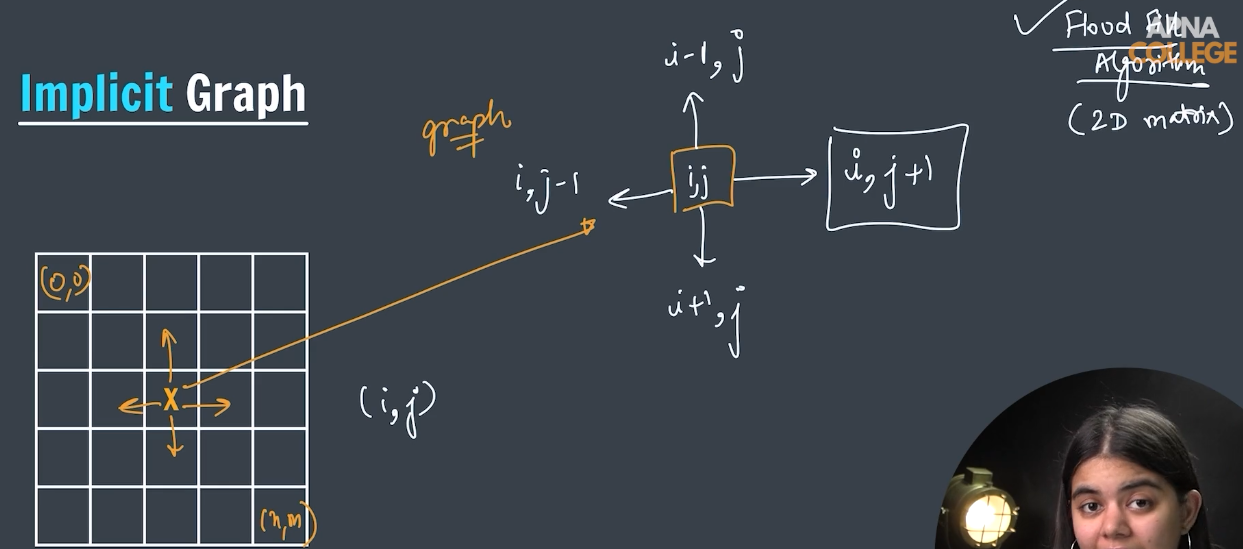 Implicit Graph
graph
i-1, j
i, j-1
i,j
i, j+1
i+1, j
(0,0)
X
(i, j)
(n,m)
Flood Fill
Algorithm
(2D matrix)
APNA
COLLEGE